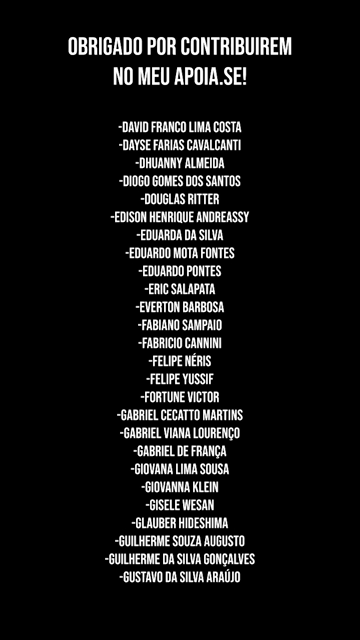 OBRIGADO POR CONTRIBUIREM
NO MEU APOIA.SE!
-DAVID FRANCO LIMA COSTA
-DAYSE FARIAS CAVALCANTI
-DHUANNY ALMEIDA
-DIOGO GOMES DOS SANTOS
-DOUGLAS RITTER
-EDISON HENRIQUE ANDREASSY
-EDUARDA DA SILVA
-EDUARDO MOTA FONTES
-EDUARDO PONTES
-ERIC SALAPATA
-EVERTON BARBOSA
-FABIANO SAMPAIO
-FABRICIO CANNINI
-FELIPE NÉRIS
-FELIPE YUSSIF
-FORTUNE VICTOR
-GABRIEL CECATTO MARTINS
-GABRIEL VIANA LOURENÇO
-GABRIEL DE FRANÇA
-GIOVANA LIMA SOUSA
-GIOVANNA KLEIN
-GISELE WESAN
-GLAUBER HIDESHIMA
-GUILHERME SOUZA AUGUSTO
-GUILHERME DA SILVA GONÇALVES
-GUSTAVO DA SILVA ARAÚJO